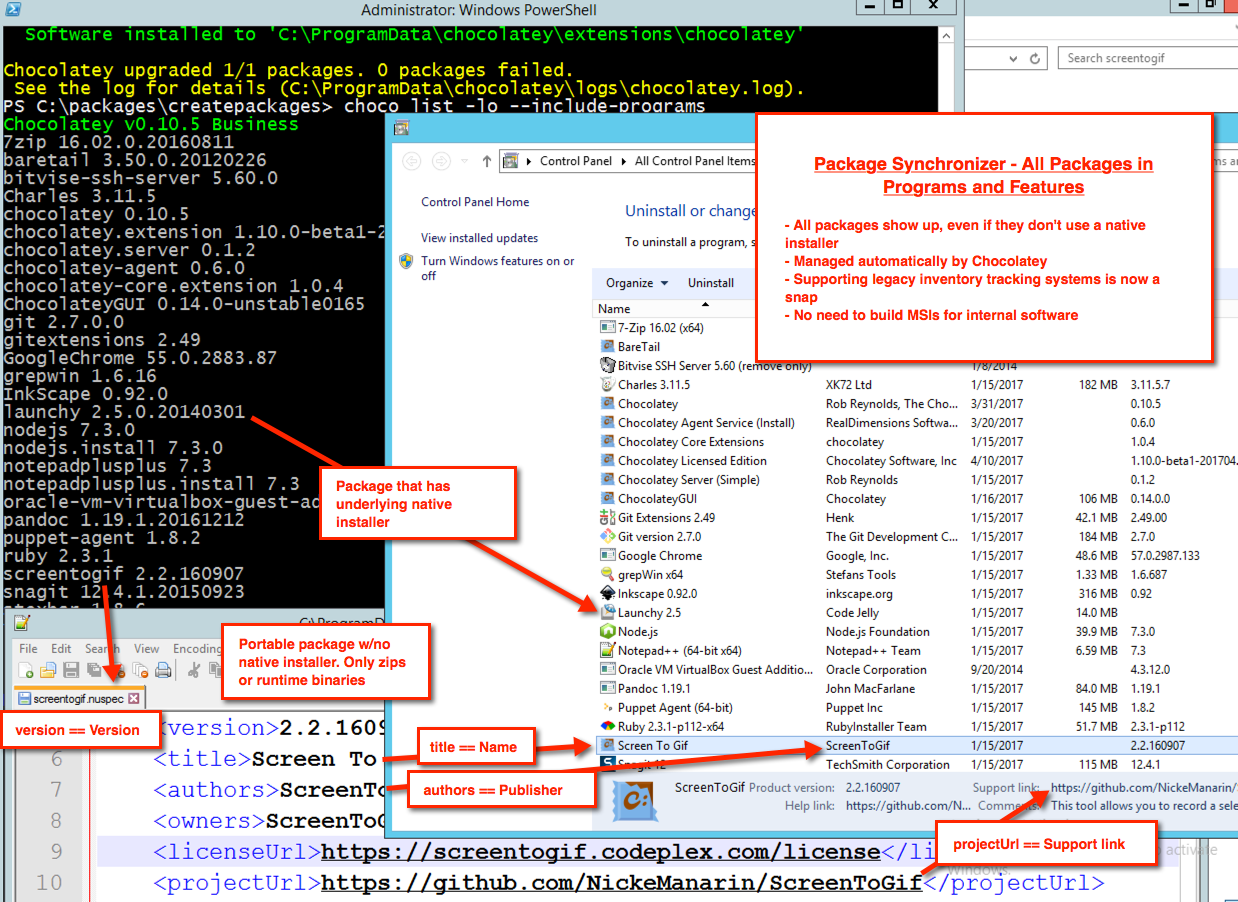 Administrator: Windows PowerShell
Software installed to 'C:\ProgramData\chocolatey\extensions\chocolatey'
Chocolatey upgraded 1/1 packages. 0 packages failed.
See the log for details (C:\ProgramData\chocolatey\logs\chocolatey.log).
PS C:\packages\createpackages> choco list -lo --include-programs
Chocolatey v0.10.5 Business
7zip 16.02.0.20160811
baretail 3.50.0.20120226
bitvise-ssh-server 5.60.0
Charles 3.11.5
chocolatey 0.10.5
chocolatey.extension 1.10.0-beta1-2
chocolatey.server 0.1.2
chocolatey-agent 0.6.0
chocolatey-core.extension 1.0.4
ChocolateyGUI 0.14.0-unstable0165
git 2.7.0.0
gitextensions 2.49
GoogleChrome 55.0.2883.87
grepwin 1.6.16
InkScape 0.92.0
launchy 2.5.0.20140301
nodejs 7.3.0
nodejs.install 7.3.0
notepadplusplus 7.3
notepadplusplus.install 7.3
oracle-vm-virtualbox-guest-ad
pandoc 1.19.1.20161212
puppet-agent 1.8.2
ruby 2.3.1
screentogif 2.2.160907
snagit 12.4.1.20150923
Search screentogif
Control Panel
All Control Panel Items
Control Panel Home
View installed updates
Turn Windows features on or
off
Uninstall or change
To uninstall a program, s
Organize
Uninstall
Name
7-Zip 16.02 (x64)
BareTail
Bitvise SSH Server 5.60 (remove only) 1/8/2014
Charles 3.11.5 XK72 Ltd 1/15/2017 182 MB 3.11.5.7
Chocolatey Rob Reynolds, The Cho... 3/31/2017 0.10.5
Chocolatey Agent Service (Install) RealDimensions Softwa... 3/20/2017 0.6.0
Chocolatey Core Extensions chocolatey 1/15/2017 1.0.4
Chocolatey Licensed Edition Chocolatey Software, Inc 4/10/2017 1.10.0-beta1-201704.
Chocolatey Server (Simple) Rob Reynolds 1/15/2017 0.1.2
ChocolateyGUI Chocolatey 1/16/2017 106 MB 0.14.0.0
Git Extensions 2.49 Henk 1/15/2017 42.1 MB 2.49.00
Git version 2.7.0 The Git Development C... 1/15/2017 184 MB 2.7.0
Google Chrome Google, Inc. 1/15/2017 48.6 MB 57.0.2987.133
grepWin x64 Stefans Tools 1/15/2017 1.33 MB 1.6.687
Inkscape 0.92.0 inkscape.org 1/15/2017 316 MB 0.92
Launchy 2.5 Code Jelly 1/15/2017 14.0 MB
Node.js Node.js Foundation 1/15/2017 39.9 MB 7.3.0
Notepad++ (64-bit x64) Notepad++ Team 1/15/2017 6.59 MB 7.3
Oracle VM VirtualBox Guest Additio... Oracle Corporation 9/20/2014 4.3.12.0
Pandoc 1.19.1 John MacFarlane 1/15/2017 84.0 MB 1.19.1
Puppet Agent (64-bit) Puppet Inc 1/15/2017 145 MB 1.8.2
Ruby 2.3.1-p112-x64 RubyInstaller Team 1/15/2017 51.7 MB 2.3.1-p112
Screen To Gif ScreenToGif 1/15/2017 2.2.160907
Snagit 12 TechSmith Corporation 1/15/2017 115 MB 12.4.1
ScreenToGif Product version: 2.2.160907 Support link: https://github.com/NickeManarin/S
Help link: https://github.com/N... Comments: This tool allows you to record a sele
Package Synchronizer - All Packages in
Programs and Features
- All packages show up, even if they don't use a native
installer
- Managed automatically by Chocolatey
- Supporting legacy inventory tracking systems is now a
snap
- No need to build MSIs for internal software
Package that has
underlying native
installer
Portable package w/no
native installer. Only zips
or runtime binaries
version == Version
title == Name
authors == Publisher
projectUrl == Support link
File Edit Search View Encoding
screentogif.nuspec
<version>2.2.1609
6 <title>Screen To
7 <authors>ScreenTo
8 <owners>ScreenToG
9 <licenseUrl>https://screentogif.codeplex.com/license</li
10 <projectUrl>https://github.com/NickeManarin/ScreenToGif</projectUrl>
activate
Windows.